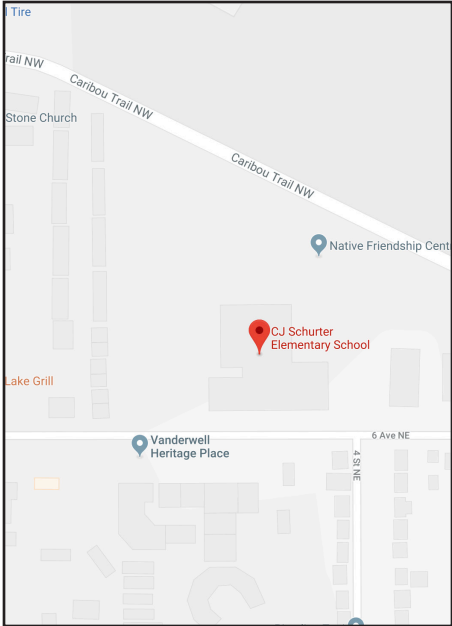 l Tire
rail NW
Caribou Trail NW
Stone Church
Caribou Trail NW
Native Friendship Cent
CJ Schurter
Elementary School
Lake Grill
6 Ave NE
Vanderwell
Heritage Place
4 St NE